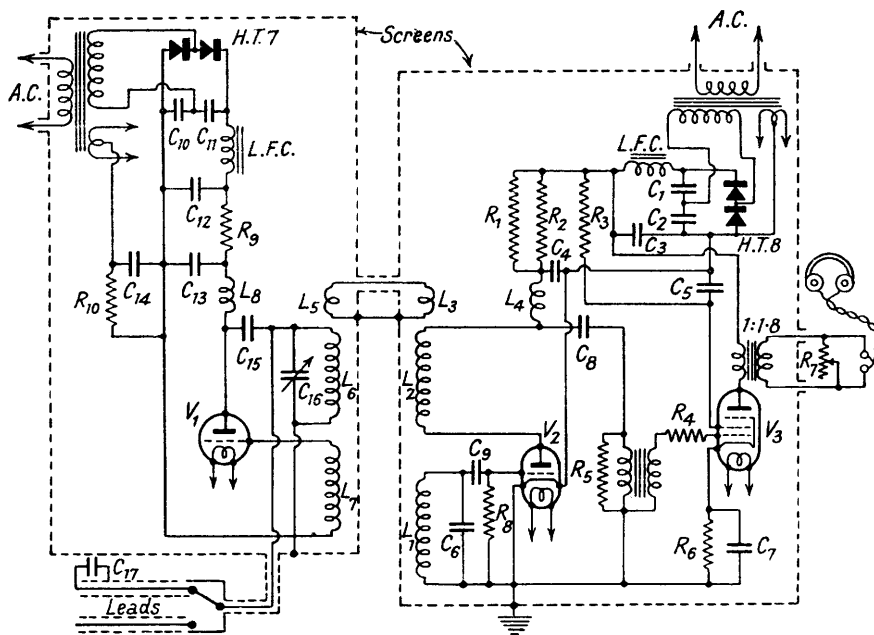 H.T.7
Screens
A.C.
A.C.
C10
C11
L.F.C.
L.F.C.
C1
R1
R2
R3
C2
C12
R9
C3
H.T.8
C4
C14
C13
L8
C5
R10
L5
L3
L4
C15
C8
1:1·8
C16
L6
L2
R7
V1
V2
R4
V3
C9
R5
L7
L1
C6
R8
R6
C7
C17
Leads